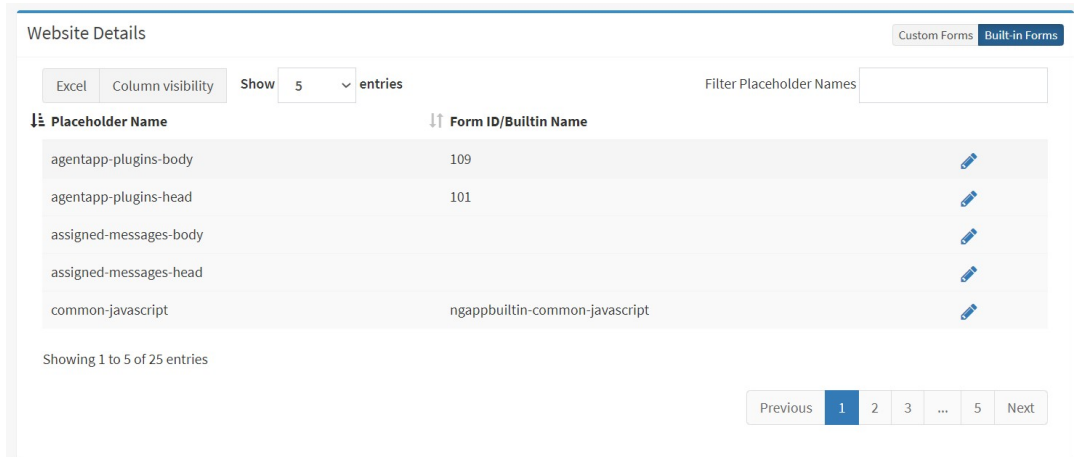 Website Details
Custom Forms Built-in Forms
Excel Column visibility Show 5 entries Filter Placeholder Names
Placeholder Name Form ID/Builtin Name
agentapp-plugins-body 109
agentapp-plugins-head 101
assigned-messages-body
assigned-messages-head
common-javascript ngappbuiltin-common-javascript
Showing 1 to 5 of 25 entries
Previous 1 2 3 ... 5 Next